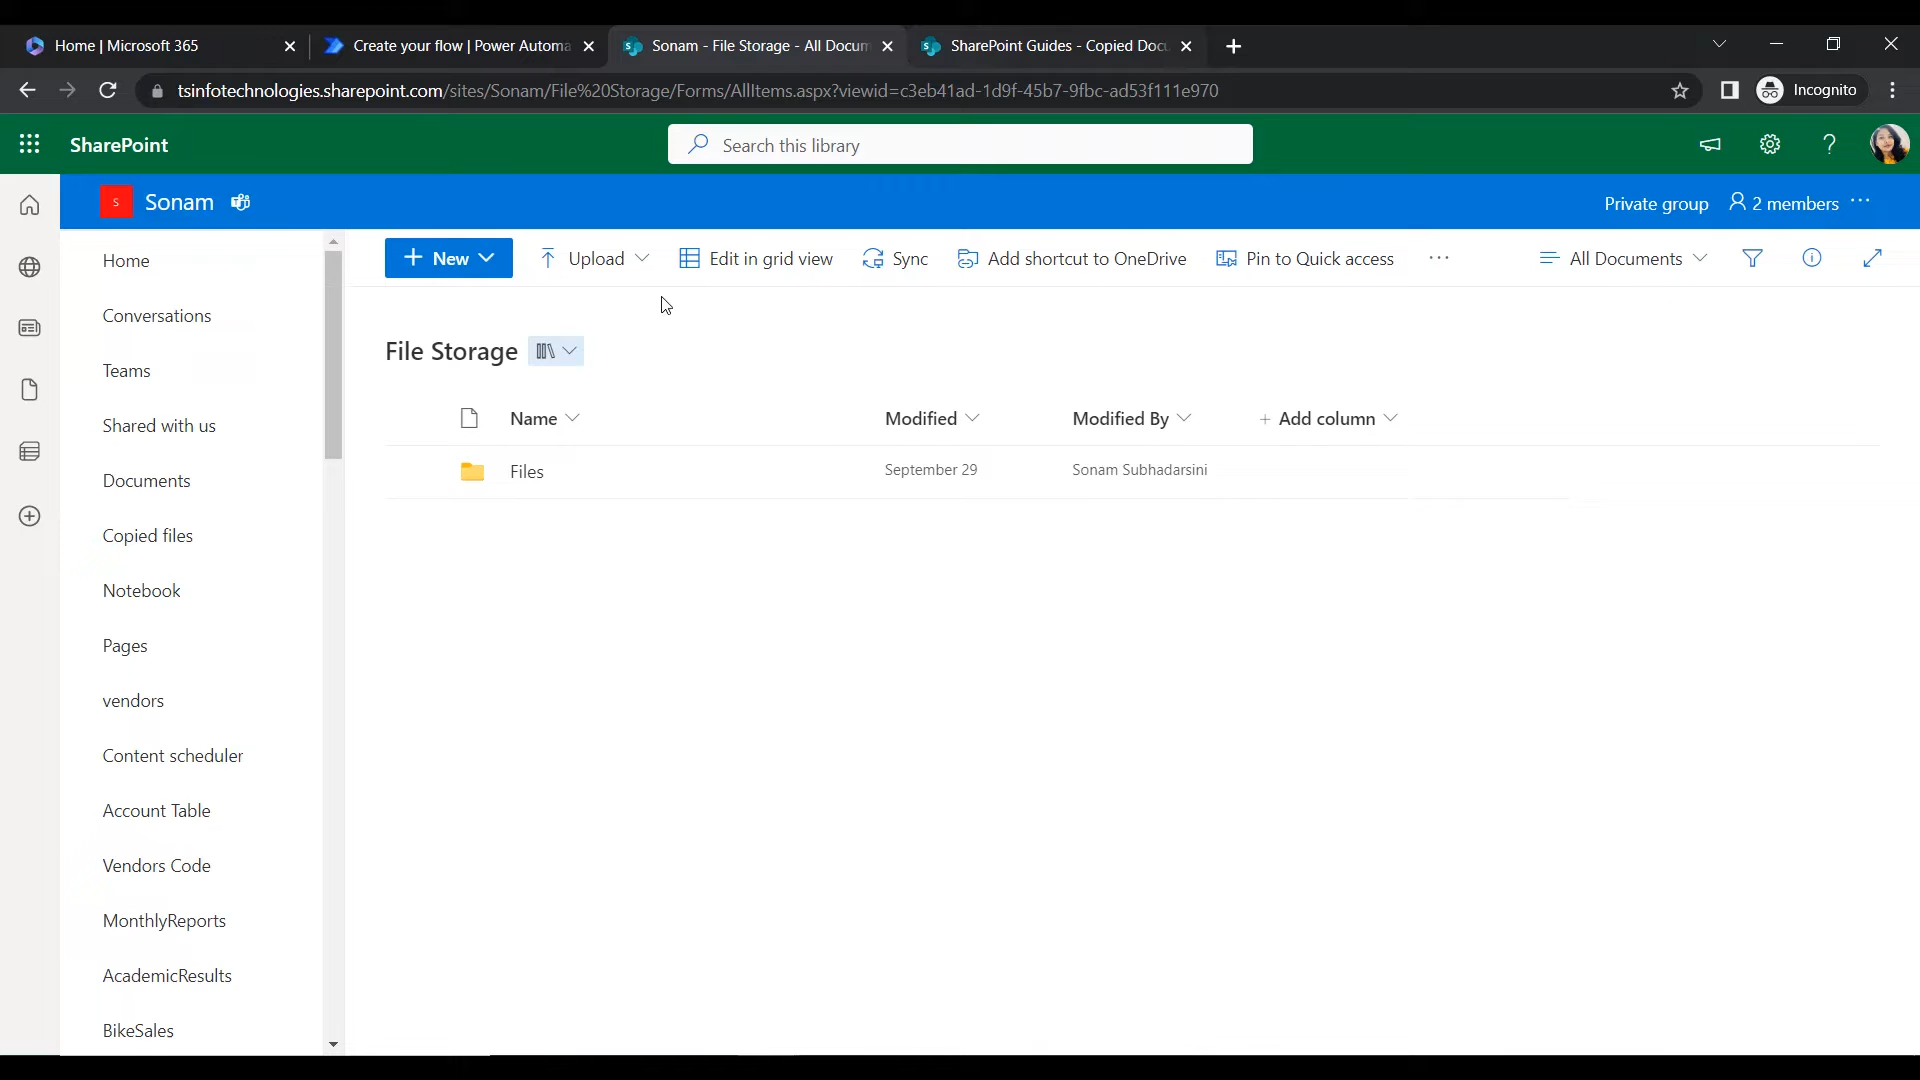 Home | Microsoft 365
Create your flow | Power Automa
Sonam - File Storage - All Docum
SharePoint Guides - Copied Docu
tsinfotechnologies.sharepoint.com/sites/Sonam/File%20Storage/Forms/AllItems.aspx?viewid=c3eb41ad-1d9f-45b7-9fbc-ad53f111e970
Incognito
SharePoint
Search this library
S
Sonam
Private group
2 members
Home
Conversations
Teams
Shared with us
Documents
Copied files
Notebook
Pages
vendors
Content scheduler
Account Table
Vendors Code
MonthlyReports
AcademicResults
BikeSales
New
Upload
Edit in grid view
Sync
Add shortcut to OneDrive
Pin to Quick access
All Documents
File Storage
Name Modified Modified By + Add column
Files September 29 Sonam Subhadarsini